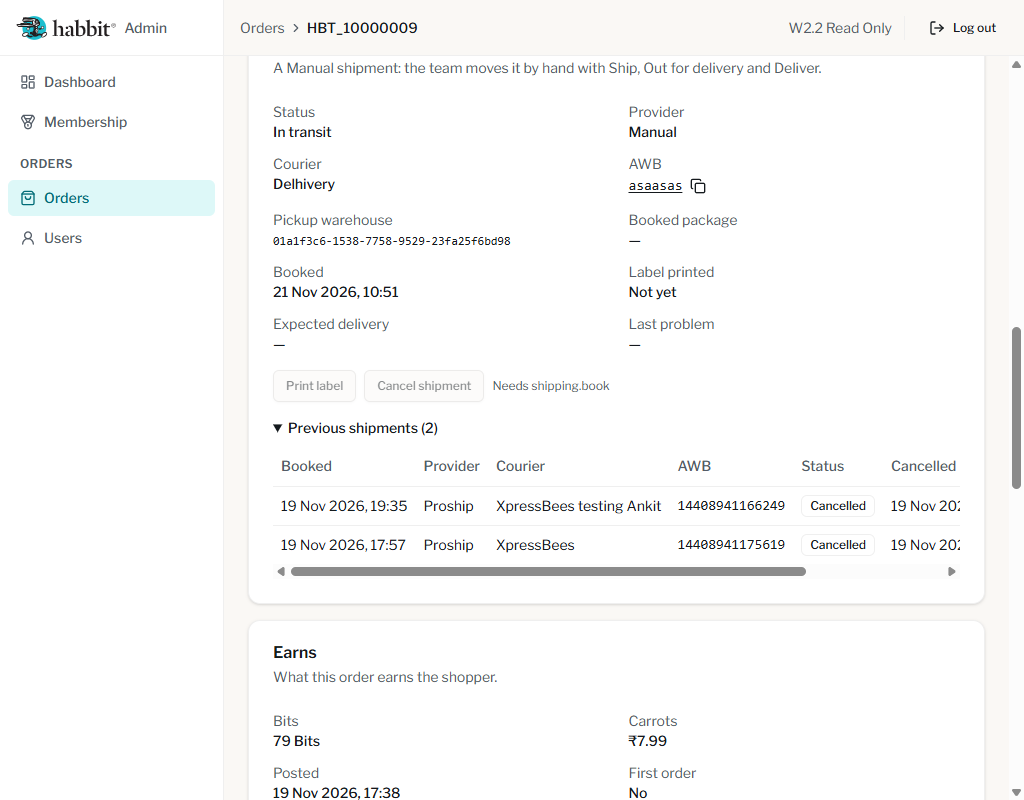 habbit® Admin
Orders > HBT_10000009
W2.2 Read Only
Log out
Dashboard
Membership
ORDERS
Orders
Users
A Manual shipment: the team moves it by hand with Ship, Out for delivery and Deliver.
Status
In transit
Provider
Manual
Courier
Delhivery
AWB
asaasas
Pickup warehouse
01a1f3c6-1538-7758-9529-23fa25f6bd98
Booked package
—
Booked
21 Nov 2026, 10:51
Label printed
Not yet
Expected delivery
—
Last problem
—
Print label Cancel shipment Needs shipping.book
▼ Previous shipments (2)
Booked Provider Courier AWB Status Cancelled
19 Nov 2026, 19:35 Proship XpressBees testing Ankit 14408941166249 Cancelled 19 Nov 202
19 Nov 2026, 17:57 Proship XpressBees 14408941175619 Cancelled 19 Nov 202
Earns
What this order earns the shopper.
Bits
79 Bits
Carrots
₹7.99
Posted
19 Nov 2026, 17:38
First order
No